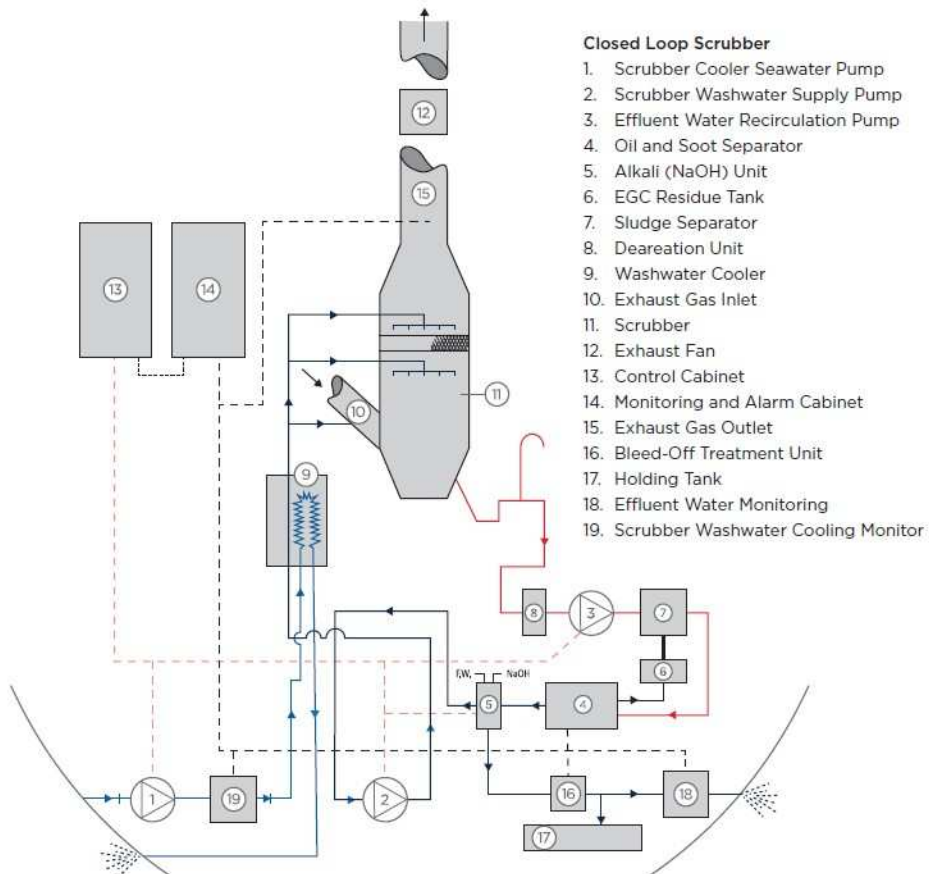 12
15
13
14
11
10
9
8
3
7
6
F,W,
NaOH
5
4
1
19
2
16
18
17
Closed Loop Scrubber
1. Scrubber Cooler Seawater Pump
2. Scrubber Washwater Supply Pump
3. Effluent Water Recirculation Pump
4. Oil and Soot Separator
5. Alkali (NaOH) Unit
6. EGC Residue Tank
7. Sludge Separator
8. Deareation Unit
9. Washwater Cooler
10. Exhaust Gas Inlet
11. Scrubber
12. Exhaust Fan
13. Control Cabinet
14. Monitoring and Alarm Cabinet
15. Exhaust Gas Outlet
16. Bleed-Off Treatment Unit
17. Holding Tank
18. Effluent Water Monitoring
19. Scrubber Washwater Cooling Monitor